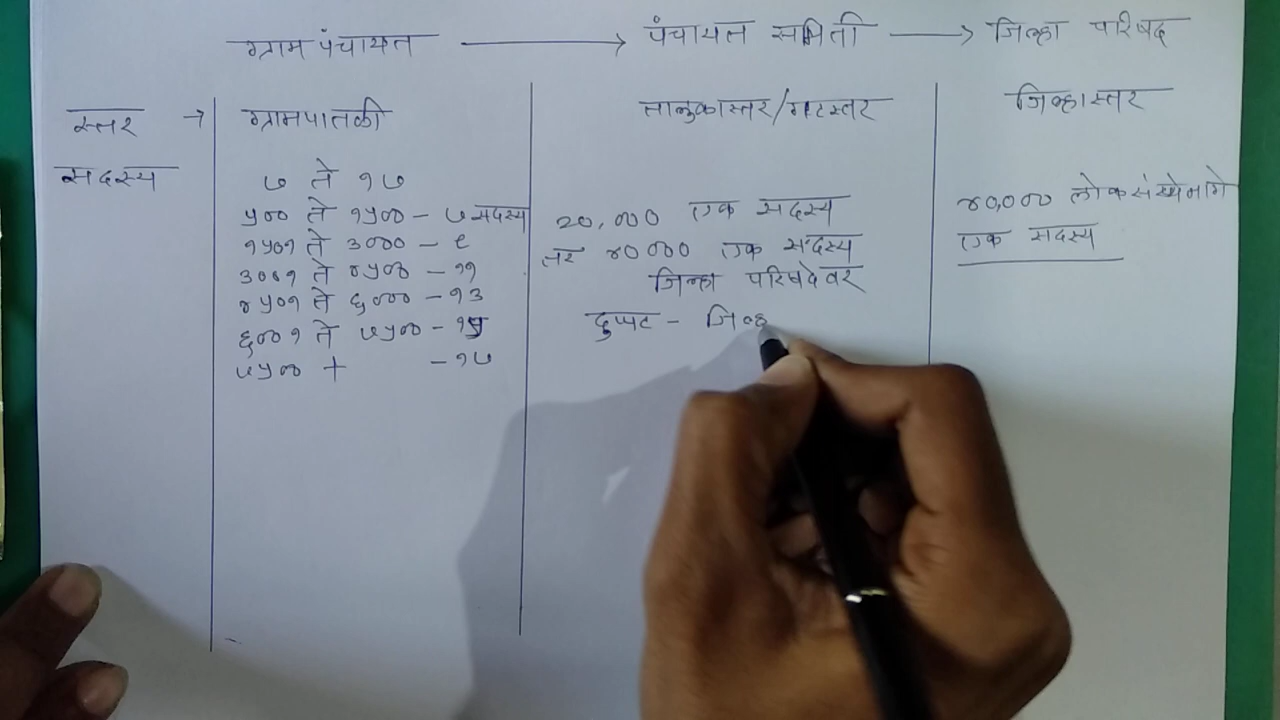 ग्रामपंचायत → पंचायत समिती → जिल्हा परिषद
स्तर → ग्रामपातळी
तालुकास्तर/गटस्तर
जिल्हास्तर
सदस्य
७ ते १७
५०० ते १५०० - ७ सदस्य
१५०१ ते ३००० - ९
३००१ ते ४५०० - ११
४५०१ ते ६००० - १३
६००१ ते ७५०० - १५
७५०० + - १७
२०,००० एक सदस्य
तर ४०००० एक सदस्य
जिल्हा परिषदेवर
दुप्पट - जिल्ह
४०,००० लोकसंख्येमागे
एक सदस्य